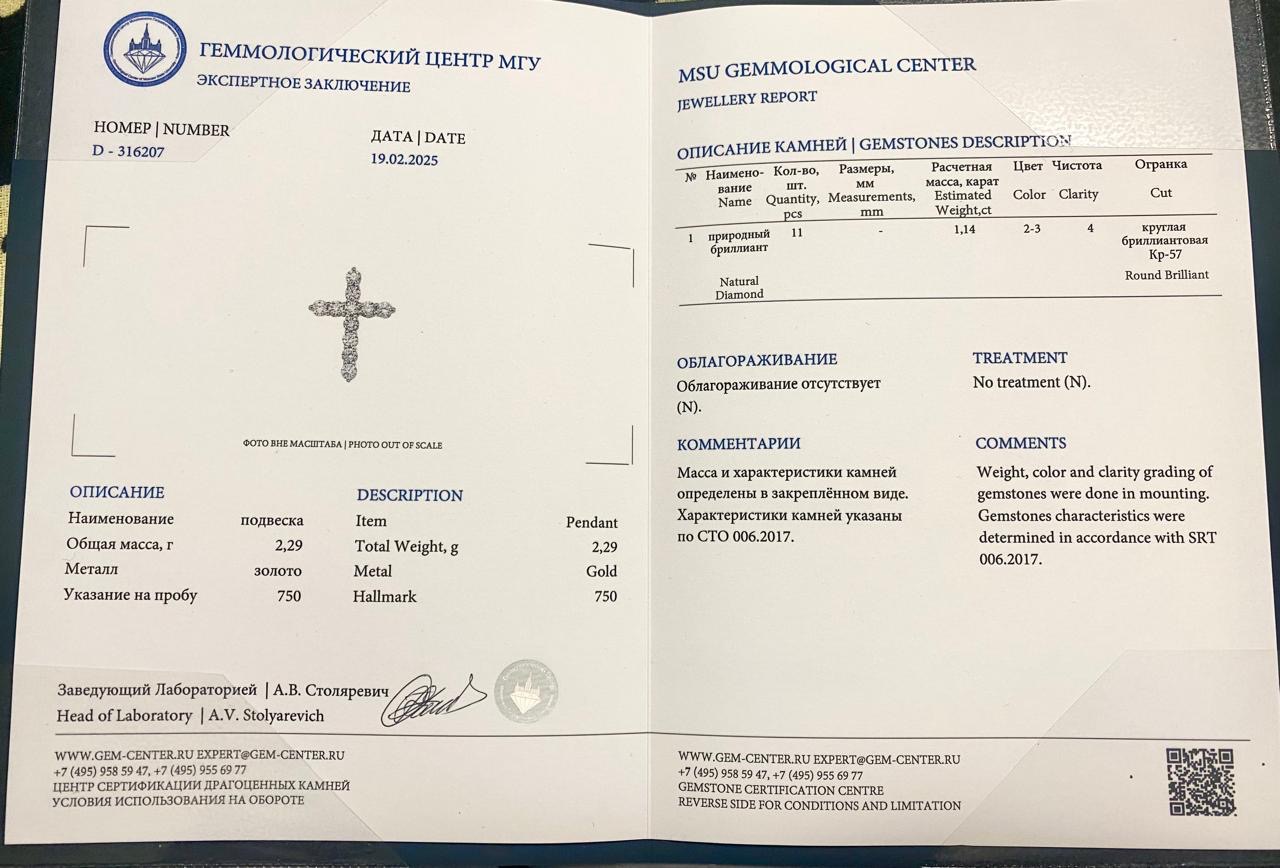 ГЕММОЛОГИЧЕСКИЙ ЦЕНТР МГУ
ЭКСПЕРТНОЕ ЗАКЛЮЧЕНИЕ
НОМЕР | NUMBER
D - 316207
ДАТА | DATE
19.02.2025
ФОТО ВНЕ МАСШТАБА | PHOTO OUT OF SCALE
ОПИСАНИЕ
Наименование подвеска
Общая масса, г 2,29
Металл золото
Указание на пробу 750
DESCRIPTION
Item Pendant
Total Weight, g 2,29
Metal Gold
Hallmark 750
Заведующий Лабораторией | А.В. Столяревич
Head of Laboratory | A.V. Stolyarevich
WWW.GEM-CENTER.RU EXPERT@GEM-CENTER.RU
+7 (495) 958 59 47, +7 (495) 955 69 77
ЦЕНТР СЕРТИФИКАЦИИ ДРАГОЦЕННЫХ КАМНЕЙ
УСЛОВИЯ ИСПОЛЬЗОВАНИЯ НА ОБОРОТЕ
MSU GEMMOLOGICAL CENTER
JEWELLERY REPORT
ОПИСАНИЕ КАМНЕЙ | GEMSTONES DESCRIPTION
№
Наимено-
вание
Name
Кол-во,
шт.
Quantity,
pcs
Размеры,
мм
Measurements,
mm
Расчетная
масса, карат
Estimated
Weight,ct
Цвет
Color
Чистота
Clarity
Огранка
Cut
1
природный
бриллиант
Natural
Diamond
11
-
1,14
2-3
4
круглая
бриллиантовая
Кр-57
Round Brilliant
ОБЛАГОРАЖИВАНИЕ
Облагораживание отсутствует
(N).
TREATMENT
No treatment (N).
КОММЕНТАРИИ
Масса и характеристики камней
определены в закреплённом виде.
Характеристики камней указаны
по СТО 006.2017.
COMMENTS
Weight, color and clarity grading of
gemstones were done in mounting.
Gemstones characteristics were
determined in accordance with SRT
006.2017.
WWW.GEM-CENTER.RU EXPERT@GEM-CENTER.RU
+7 (495) 958 59 47, +7 (495) 955 69 77
GEMSTONE CERTIFICATION CENTRE
REVERSE SIDE FOR CONDITIONS AND LIMITATION